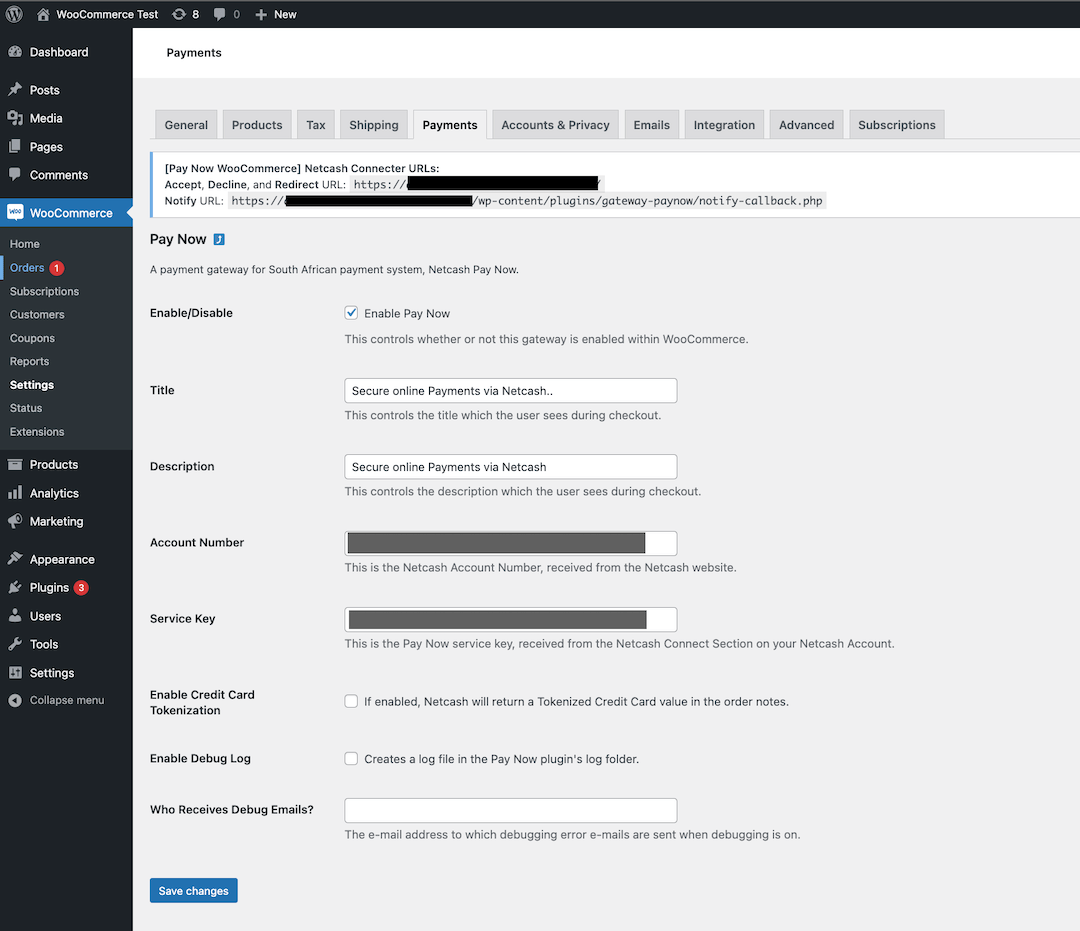 WooCommerce Test 8 0 New
Dashboard
Posts
Media
Pages
Comments
WooCommerce
Home
Orders 1
Subscriptions
Customers
Coupons
Reports
Settings
Status
Extensions
Products
Analytics
Marketing
Appearance
Plugins 3
Users
Tools
Settings
Collapse menu
Payments
General Products Tax Shipping Payments Accounts & Privacy Emails Integration Advanced Subscriptions
[Pay Now WooCommerce] Netcash Connecter URLs:
Accept, Decline, and Redirect URL: https:// /
Notify URL: https:// /wp-content/plugins/gateway-paynow/notify-callback.php
Pay Now
A payment gateway for South African payment system, Netcash Pay Now.
Enable/Disable
Enable Pay Now
This controls whether or not this gateway is enabled within WooCommerce.
Title
Secure online Payments via Netcash..
This controls the title which the user sees during checkout.
Description
Secure online Payments via Netcash
This controls the description which the user sees during checkout.
Account Number
This is the Netcash Account Number, received from the Netcash website.
Service Key
This is the Pay Now service key, received from the Netcash Connect Section on your Netcash Account.
Enable Credit Card
Tokenization
If enabled, Netcash will return a Tokenized Credit Card value in the order notes.
Enable Debug Log
Creates a log file in the Pay Now plugin's log folder.
Who Receives Debug Emails?
The e-mail address to which debugging error e-mails are sent when debugging is on.
Save changes